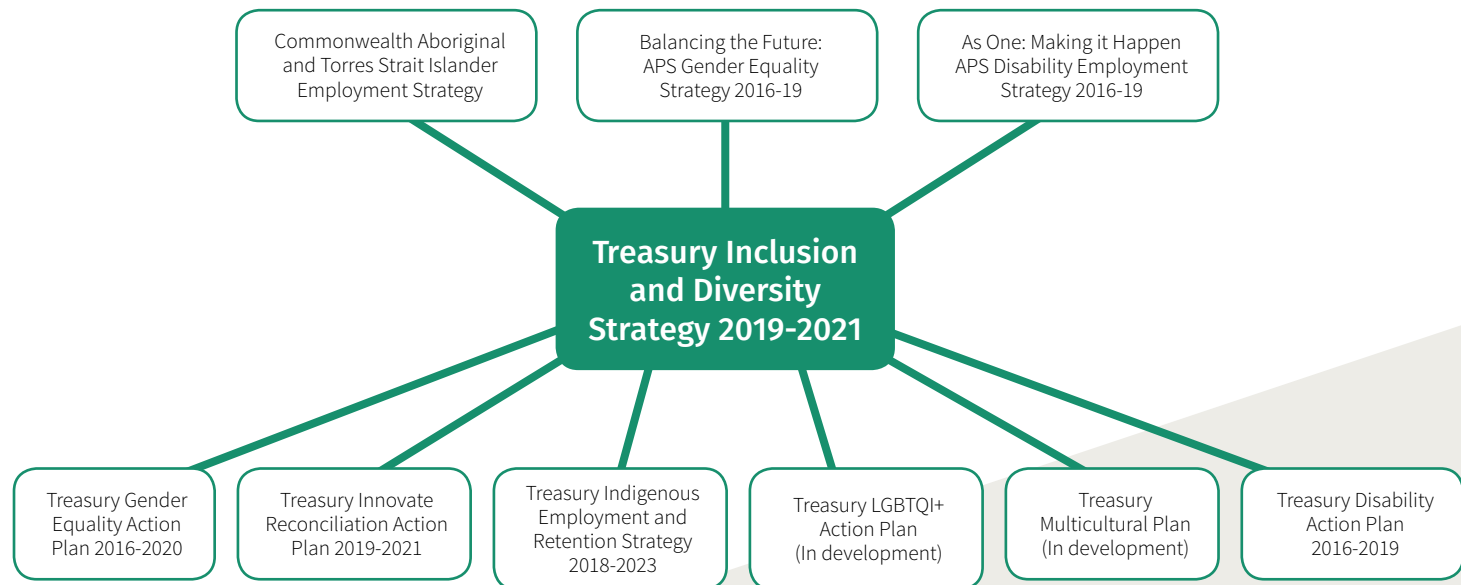 Commonwealth Aboriginal
and Torres Strait Islander
Employment Strategy
Balancing the Future:
APS Gender Equality
Strategy 2016-19
As One: Making it Happen
APS Disability Employment
Strategy 2016-19
Treasury Inclusion
and Diversity
Strategy 2019-2021
Treasury Gender
Equality Action
Plan 2016-2020
Treasury Innovate
Reconciliation Action
Plan 2019-2021
Treasury Indigenous
Employment and
Retention Strategy
2018-2023
Treasury LGBTQI+
Action Plan
(In development)
Treasury
Multicultural Plan
(In development)
Treasury Disability
Action Plan
2016-2019